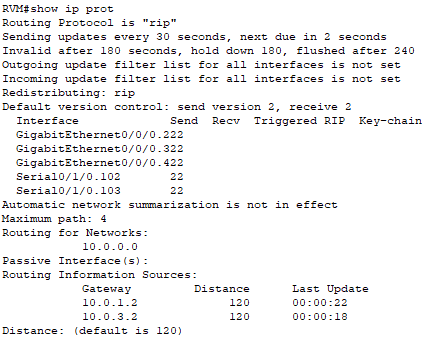 RVM#show ip prot
Routing Protocol is "rip"
Sending updates every 30 seconds, next due in 2 seconds
Invalid after 180 seconds, hold down 180, flushed after 240
Outgoing update filter list for all interfaces is not set
Incoming update filter list for all interfaces is not set
Redistributing: rip
Default version control: send version 2, receive 2
  Interface             Send  Recv  Triggered RIP  Key-chain
  GigabitEthernet0/0/0.222
  GigabitEthernet0/0/0.322
  GigabitEthernet0/0/0.422
  Serial0/1/0.102       22
  Serial0/1/0.103       22
Automatic network summarization is not in effect
Maximum path: 4
Routing for Networks:
            10.0.0.0
Passive Interface(s):
Routing Information Sources:
            Gateway         Distance      Last Update
            10.0.1.2             120      00:00:22
            10.0.3.2             120      00:00:18
Distance: (default is 120)